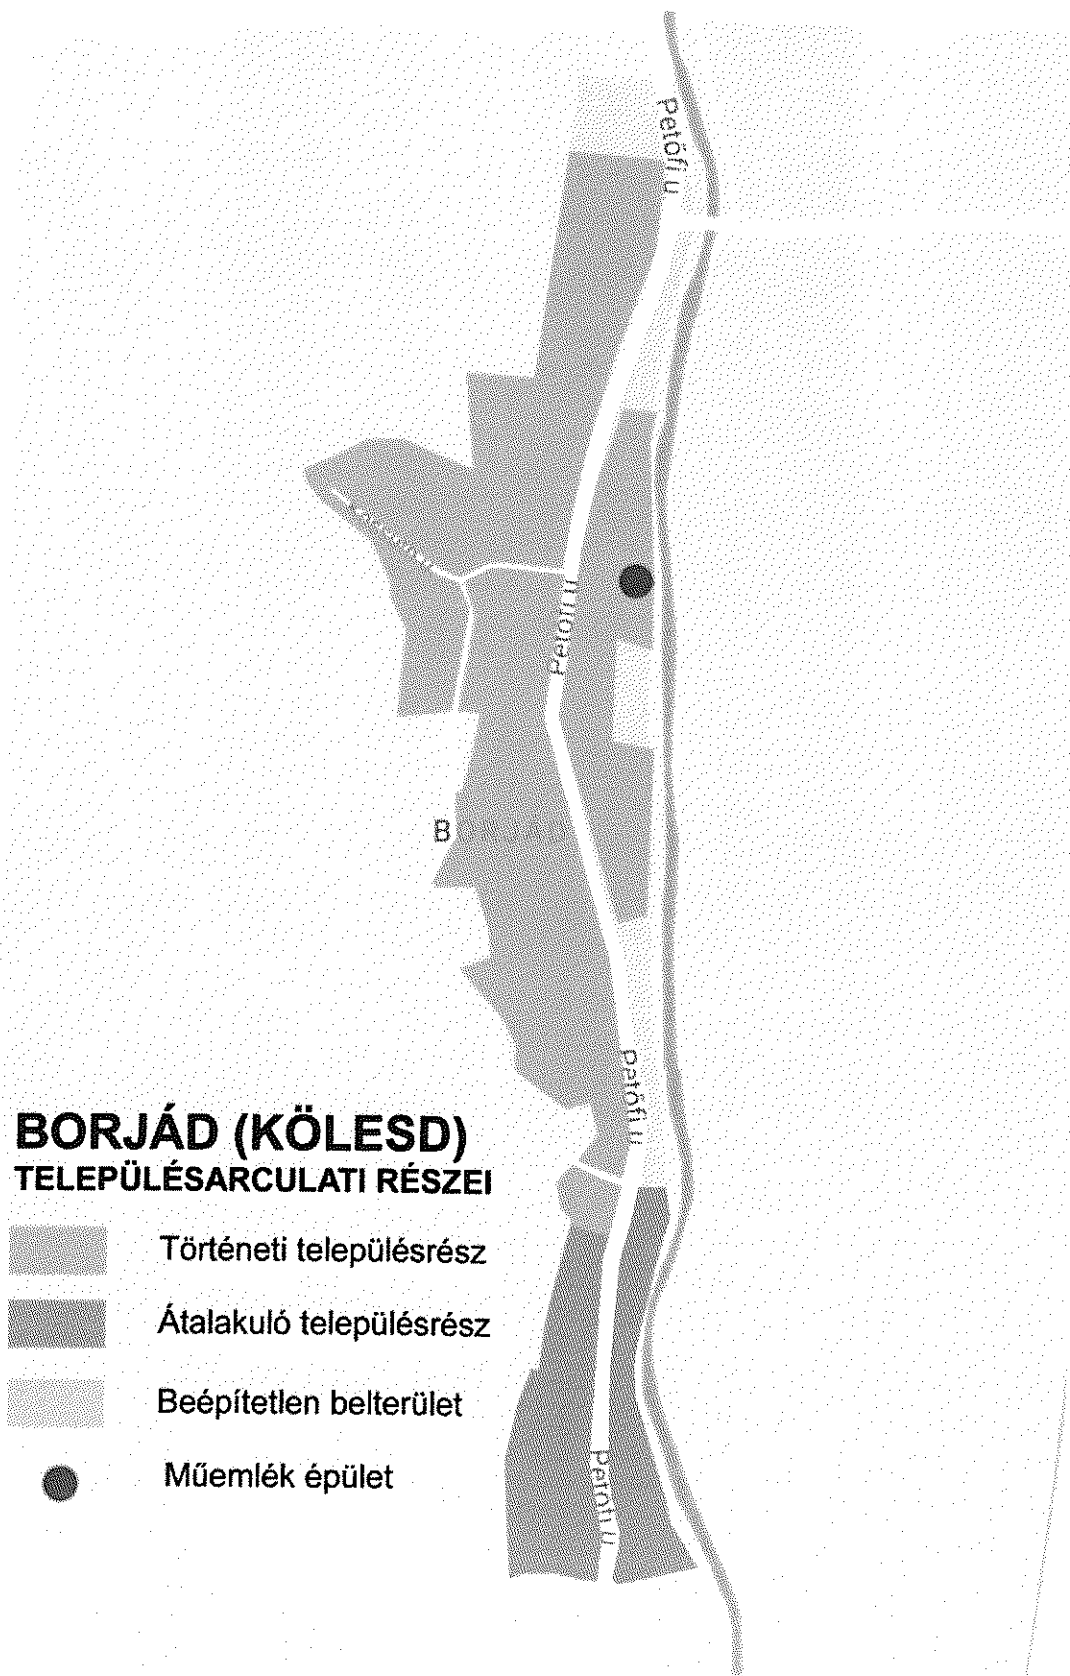 Petőfi u
Petőfi u
B
Petőfi u
BORJÁD (KÖLESD)
TELEPÜLÉSARCULATI RÉSZEI
Történeti településrész
Átalakuló településrész
Beépítetlen belterület
Műemlék épület
Petőfi u